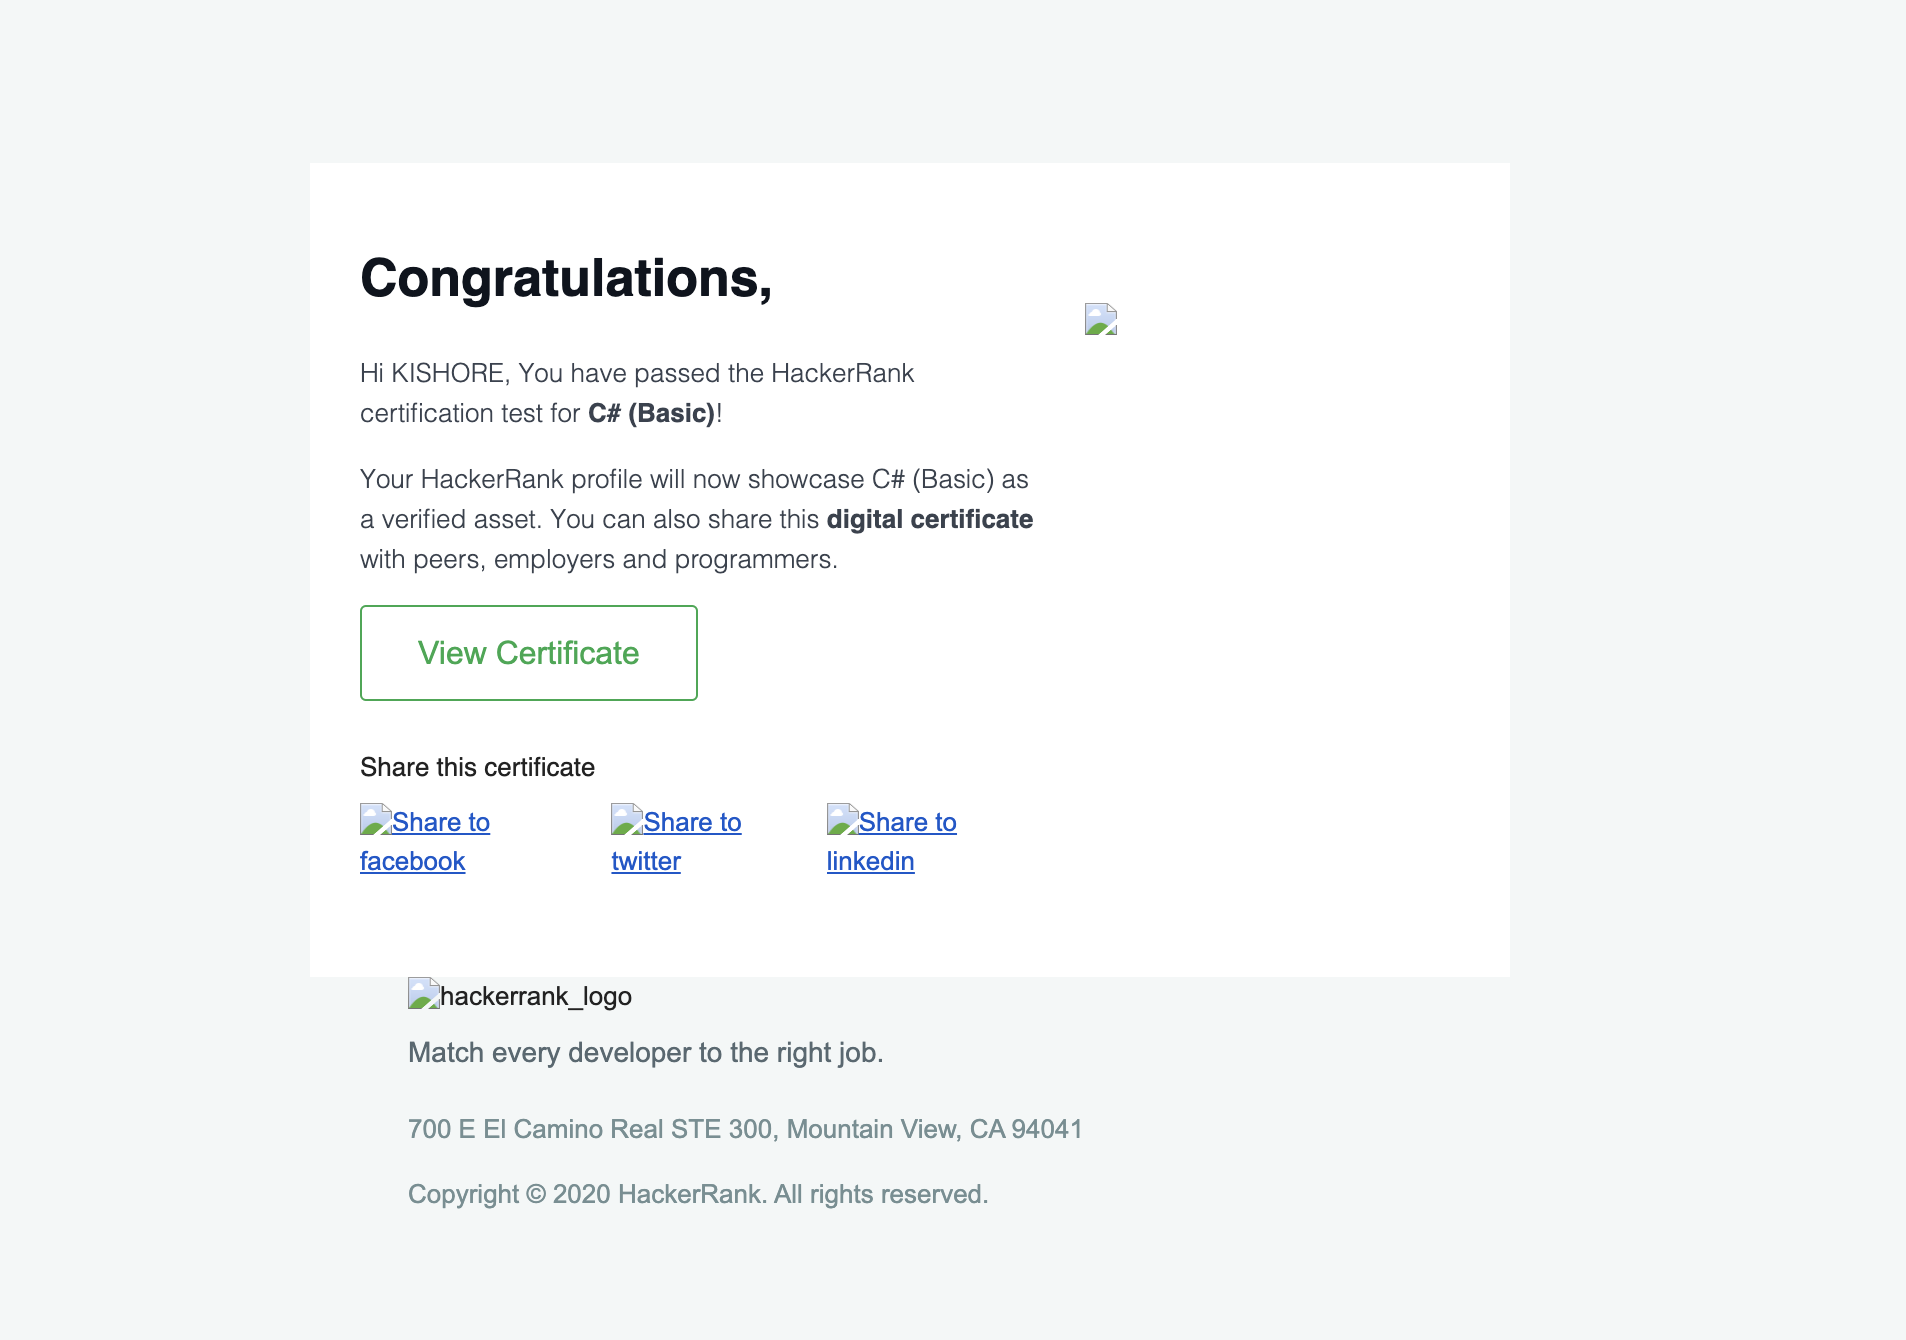 Congratulations,
Hi KISHORE, You have passed the HackerRank
certification test for C# (Basic)!
Your HackerRank profile will now showcase C# (Basic) as
a verified asset. You can also share this digital certificate
with peers, employers and programmers.
View Certificate
Share this certificate
Share to facebook
Share to twitter
Share to linkedin
hackerrank_logo
Match every developer to the right job.
700 E El Camino Real STE 300, Mountain View, CA 94041
Copyright © 2020 HackerRank. All rights reserved.